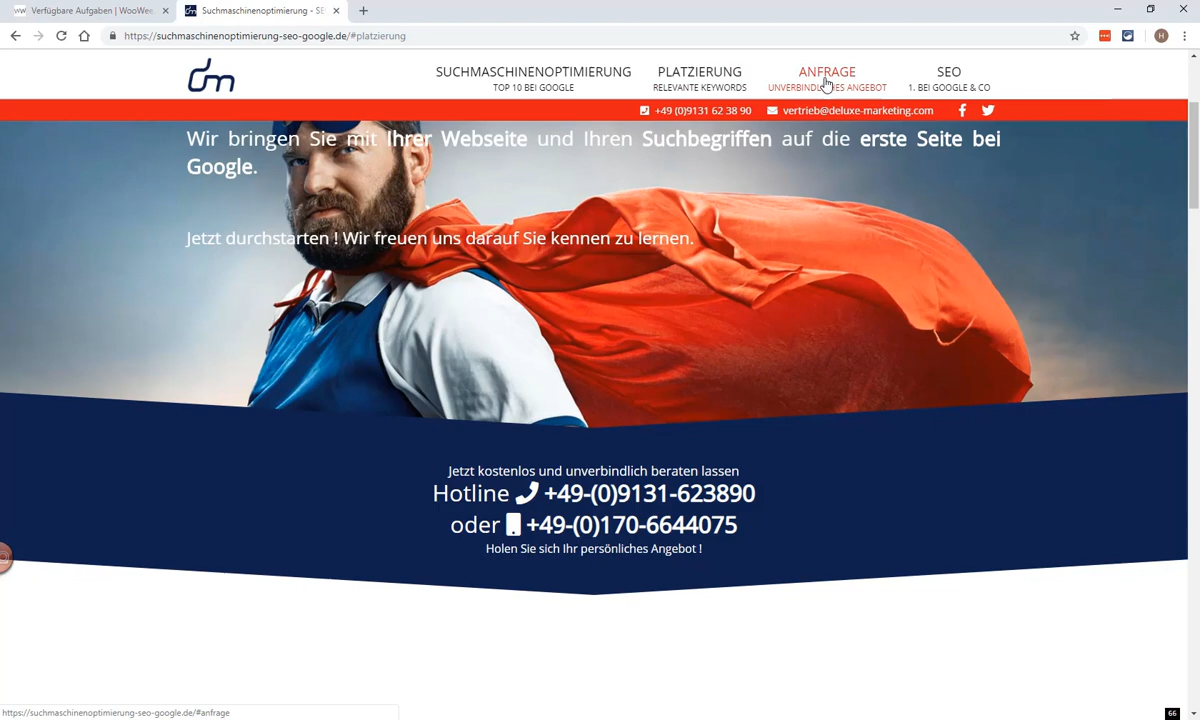 Verfügbare Aufgaben | WooWee
Suchmaschinenoptimierung - SE
https://suchmaschinenoptimierung-seo-google.de/#platzierung
H
dm
SUCHMASCHINENOPTIMIERUNG
TOP 10 BEI GOOGLE
PLATZIERUNG
RELEVANTE KEYWORDS
ANFRAGE
UNVERBINDLICHES ANGEBOT
SEO
1. BEI GOOGLE & CO
+49 (0)9131 62 38 90
vertrieb@deluxe-marketing.com
Wir bringen Sie mit Ihrer Webseite und Ihren Suchbegriffen auf die erste Seite bei
Google.
Jetzt durchstarten ! Wir freuen uns darauf Sie kennen zu lernen.
Jetzt kostenlos und unverbindlich beraten lassen
Hotline +49-(0)9131-623890
oder +49-(0)170-6644075
Holen Sie sich Ihr persönliches Angebot !
https://suchmaschinenoptimierung-seo-google.de/#anfrage
66